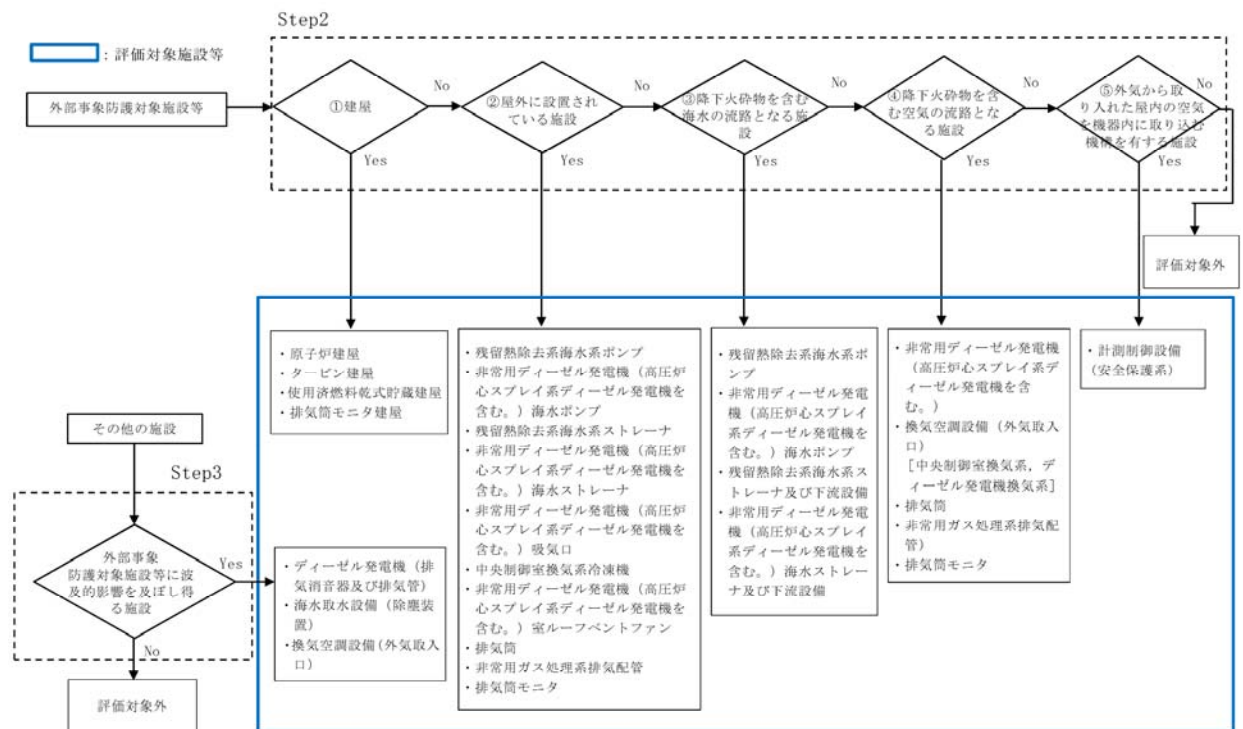 Step2
：評価対象施設等
外部事象防護対象施設等
①建屋
No
Yes
②屋外に設置され
ている施設
No
Yes
③降下火砕物を含む
海水の流路となる施
設
No
Yes
④降下火砕物を含
む空気の流路とな
る施設
No
Yes
⑤外気から取
り入れた屋内の空気
を機器内に取り込む
機構を有する施設
No
Yes
評価対象外
・原子炉建屋
・タービン建屋
・使用済燃料乾式貯蔵建屋
・排気筒モニタ建屋
・残留熱除去系海水系ポンプ
・非常用ディーゼル発電機（高圧炉
心スプレイ系ディーゼル発電機を
含む。）海水ポンプ
・残留熱除去系海水系ストレーナ
・非常用ディーゼル発電機（高圧炉
心スプレイ系ディーゼル発電機を
含む。）海水ストレーナ
・非常用ディーゼル発電機（高圧炉
心スプレイ系ディーゼル発電機を
含む。）吸気口
・中央制御室換気系冷凍機
・非常用ディーゼル発電機（高圧炉
心スプレイ系ディーゼル発電機を
含む。）室ルーフベントファン
・排気筒
・非常用ガス処理系排気配管
・排気筒モニタ
・残留熱除去系海水系ポ
ンプ
・非常用ディーゼル発電
機（高圧炉心スプレイ
系ディーゼル発電機を
含む。）海水ポンプ
・残留熱除去系海水系ス
トレーナ及び下流設備
・非常用ディーゼル発電
機（高圧炉心スプレイ
系ディーゼル発電機を
含む。）海水ストレー
ナ及び下流設備
・非常用ディーゼル発電機
（高圧炉心スプレイ系デ
ィーゼル発電機を含
む。）
・換気空調設備（外気取入
口）
［中央制御室換気系，デ
ィーゼル発電機換気系］
・排気筒
・非常用ガス処理系排気配
管）
・排気筒モニタ
・計測制御設備
（安全保護系）
その他の施設
Step3
外部事象
防護対象施設等に波
及的影響を及ぼし得
る施設
Yes
No
評価対象外
・ディーゼル発電機（排
気消音器及び排気管）
・海水取水設備（除塵装
置）
・換気空調設備（外気取入
口）